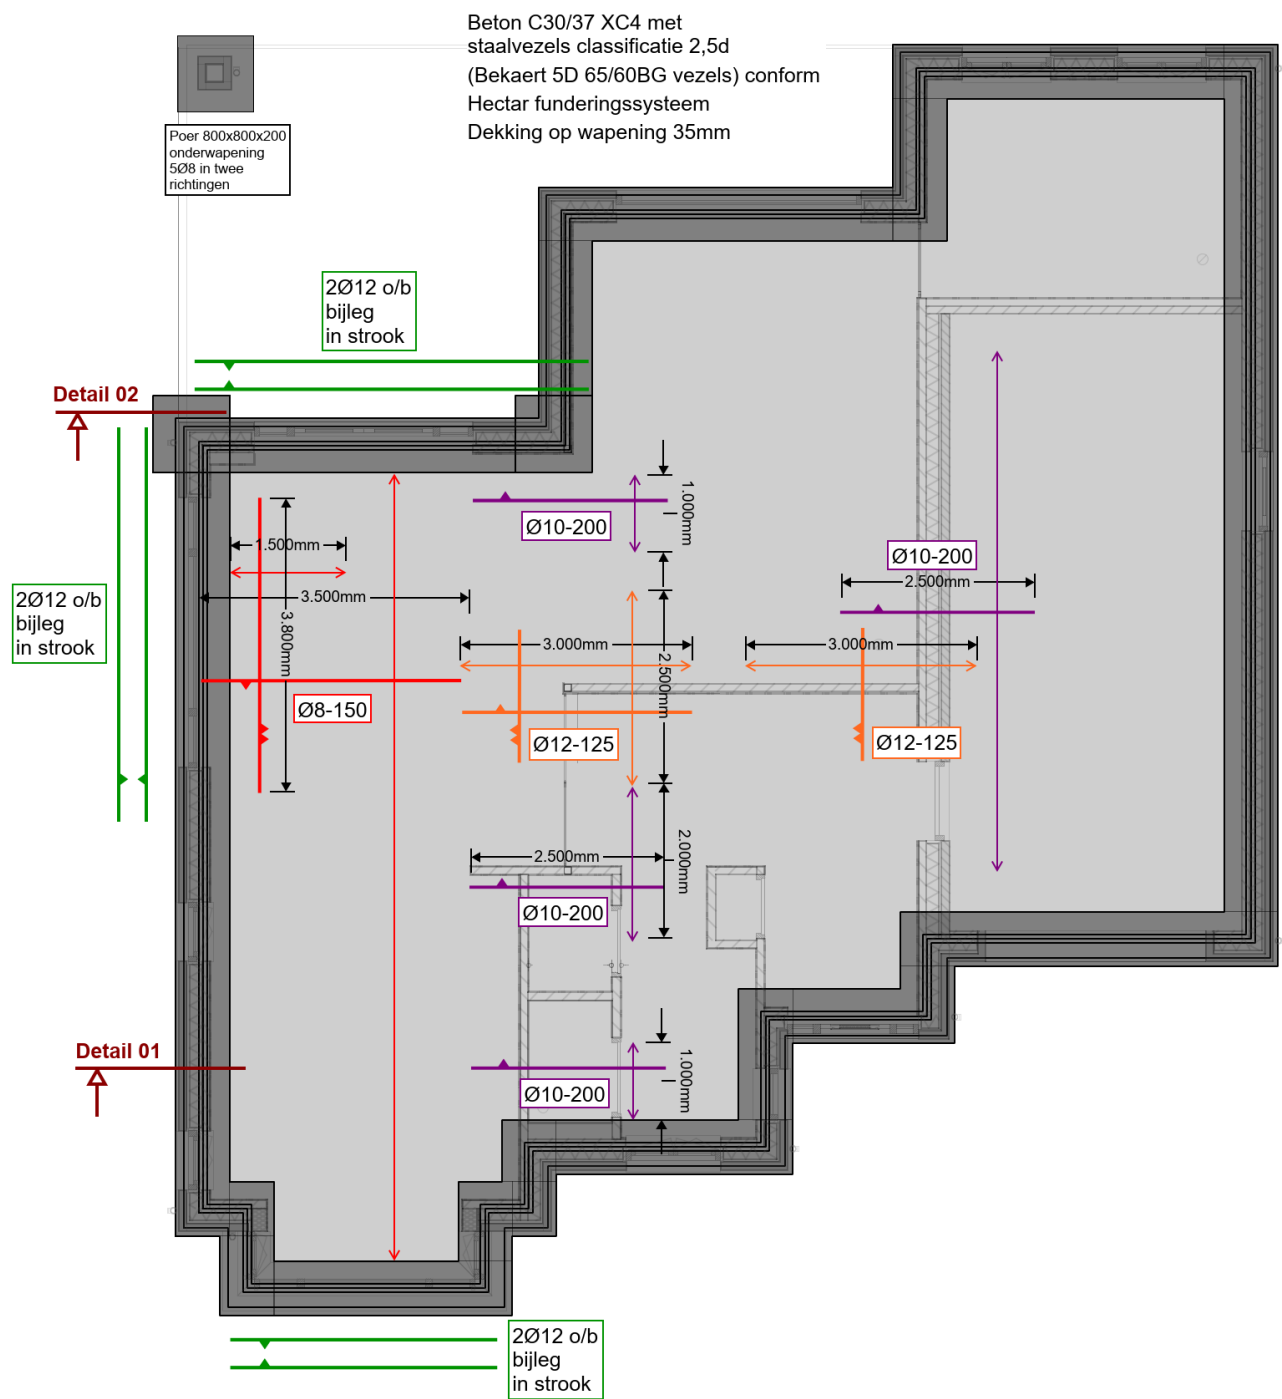 Beton C30/37 XC4 met
staalvezels classificatie 2,5d
(Bekaert 5D 65/60BG vezels) conform
Hectar funderingssysteem
Dekking op wapening 35mm
Poer 800x800x200
onderwapening
5Ø8 in twee
richtingen
2Ø12 o/b
bijleg
in strook
Detail 02
1.000mm
Ø10-200
1.500mm
Ø10-200
2.500mm
3.500mm
2Ø12 o/b
bijleg
in strook
3.800mm
3.000mm
2.500mm
3.000mm
Ø8-150
Ø12-125
Ø12-125
2.500mm
2.000mm
Ø10-200
Detail 01
1.000mm
Ø10-200
2Ø12 o/b
bijleg
in strook